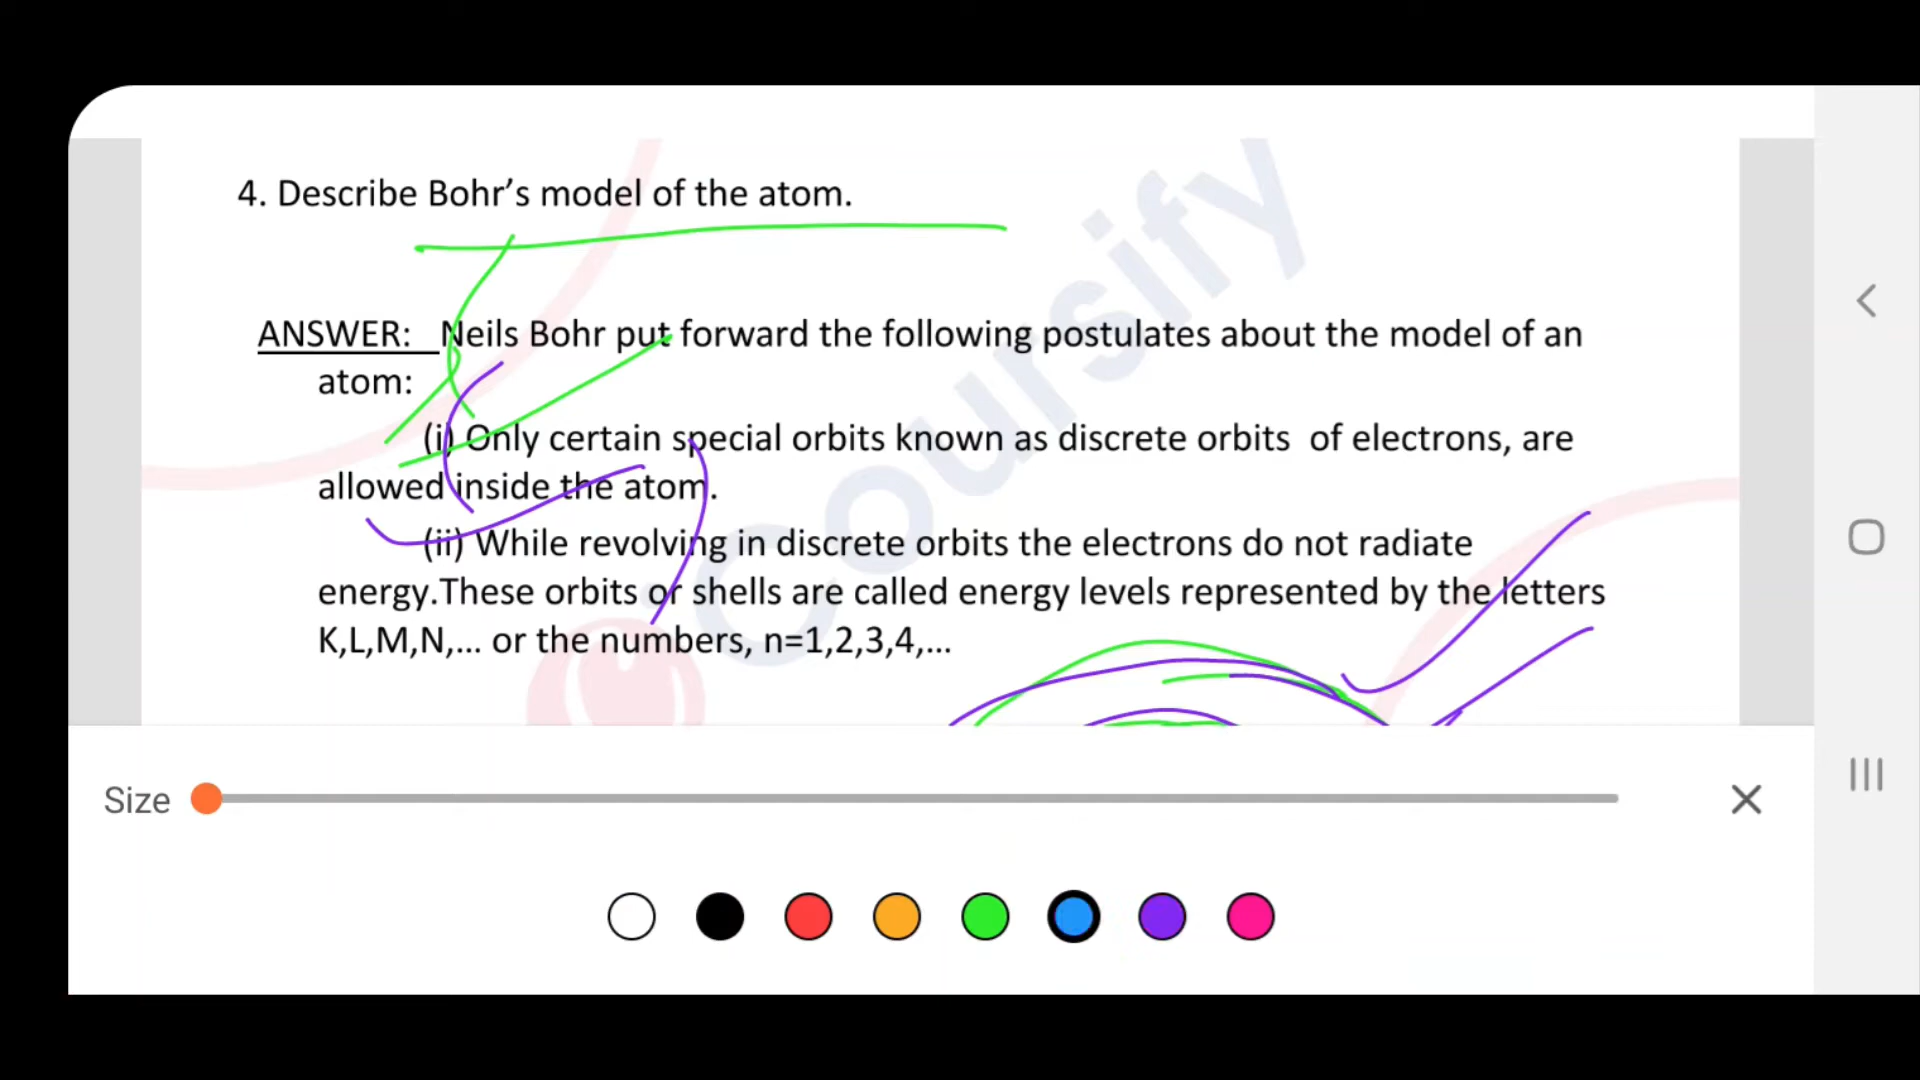 4. Describe Bohr’s model of the atom.
ANSWER: Neils Bohr put forward the following postulates about the model of an
atom:
(i) Only certain special orbits known as discrete orbits of electrons, are
allowed inside the atom.
(ii) While revolving in discrete orbits the electrons do not radiate
energy.These orbits or shells are called energy levels represented by the letters
K,L,M,N,... or the numbers, n=1,2,3,4,...
iCoursify
Size